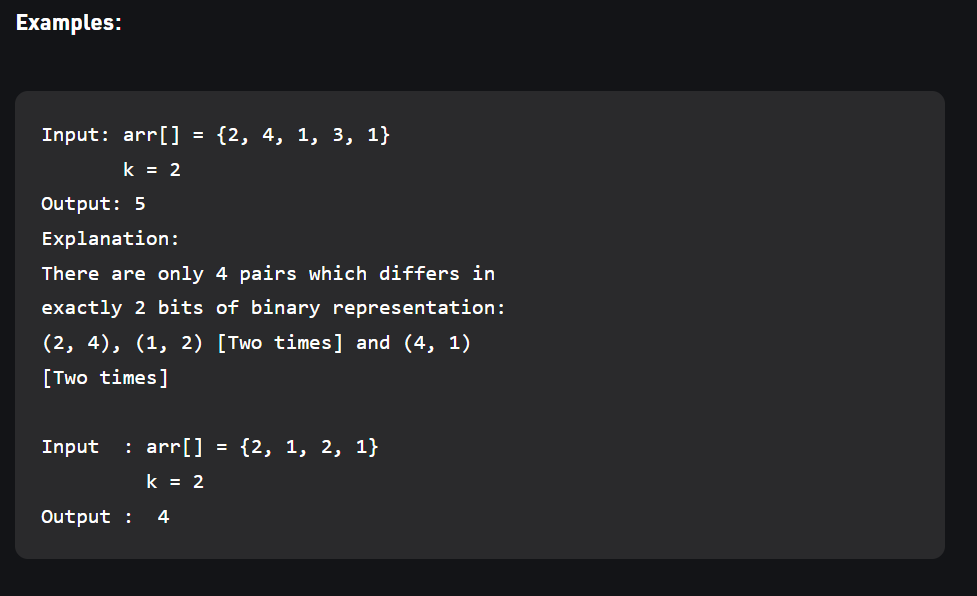 Examples:
Input: arr[] = {2, 4, 1, 3, 1}
k = 2
Output: 5
Explanation:
There are only 4 pairs which differs in
exactly 2 bits of binary representation:
(2, 4), (1, 2) [Two times] and (4, 1)
[Two times]
Input  : arr[] = {2, 1, 2, 1}
k = 2
Output :  4